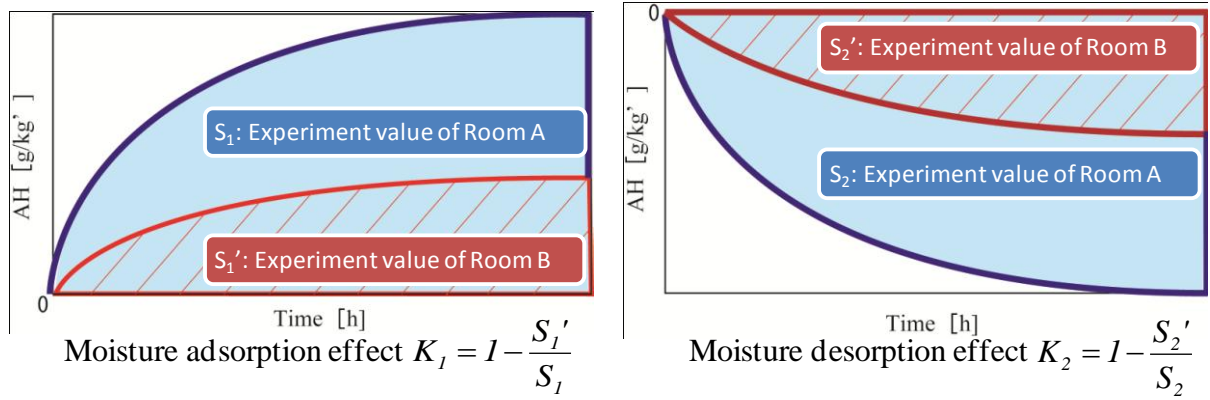 AH [g/kg' ]
S₁: Experiment value of Room A
S₁′: Experiment value of Room B
0
Time [h]
Moisture adsorption effect K₁ = 1 − S₁′/S₁
0
AH [g/kg' ]
S₂′: Experiment value of Room B
S₂: Experiment value of Room A
Time [h]
Moisture desorption effect K₂ = 1 − S₂′/S₂